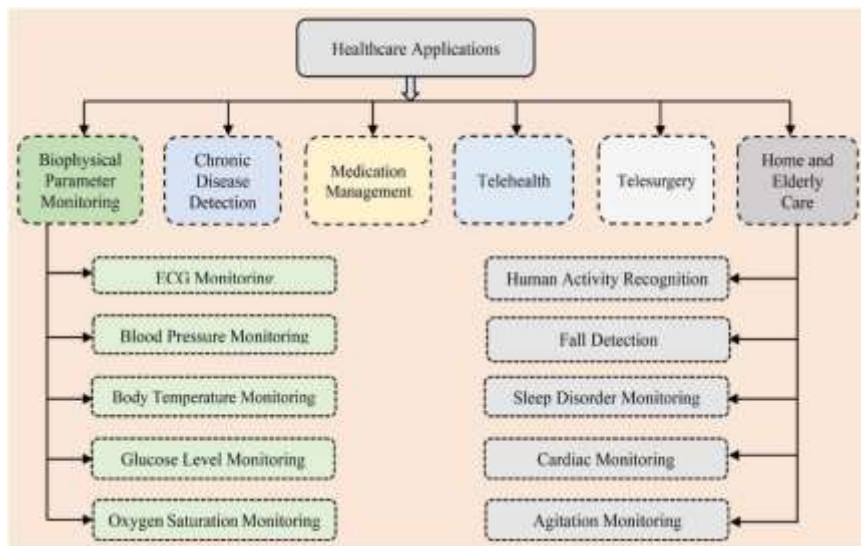 Healthcare Applications
Biophysical
Parameter
Monitoring
Chronic
Disease
Detection
Medication
Management
Telehealth
Telesurgery
Home and
Elderly
Care
ECG Monitoring
Blood Pressure Monitoring
Body Temperature Monitoring
Glucose Level Monitoring
Oxygen Saturation Monitoring
Human Activity Recognition
Fall Detection
Sleep Disorder Monitoring
Cardiac Monitoring
Agitation Monitoring